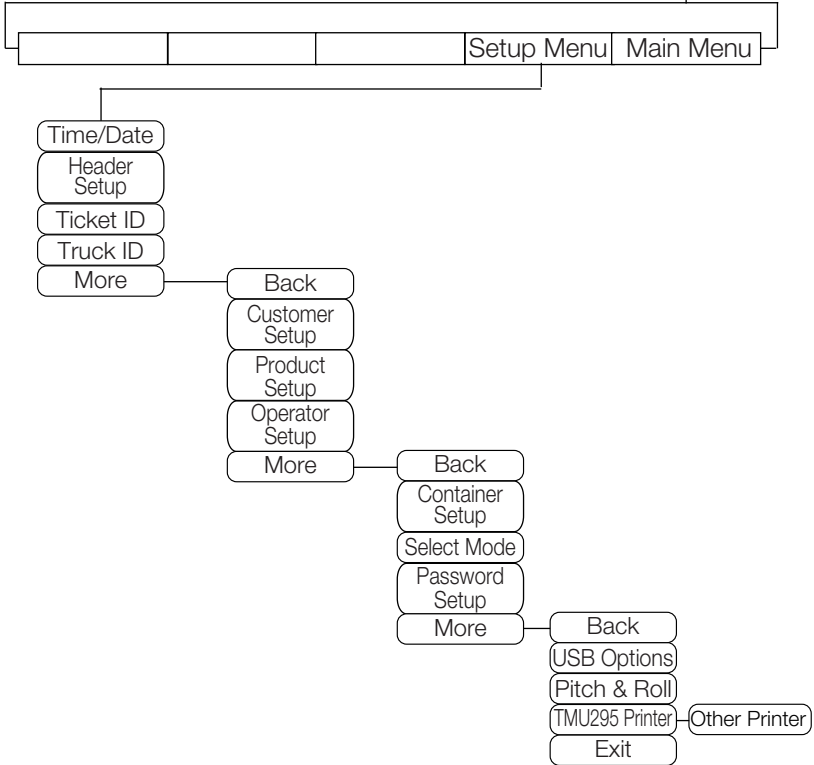 Setup Menu Main Menu
Time/Date
Header
Setup
Ticket ID
Truck ID
More
Back
Customer
Setup
Product
Setup
Operator
Setup
More
Back
Container
Setup
Select Mode
Password
Setup
More
Back
USB Options
Pitch & Roll
TMU295 Printer Other Printer
Exit